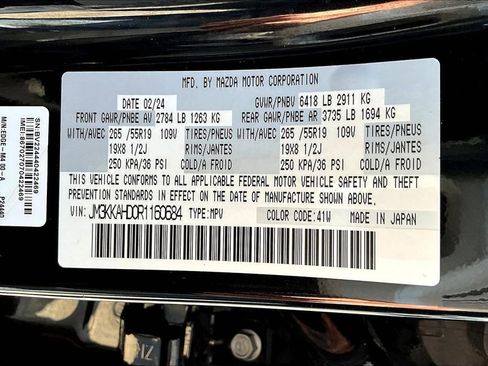 MFD. BY MAZDA MOTOR CORPORATION
DATE 02/24 GVWR/PNBV 6418 LB 2911 KG
FRONT GAWR/PNBE AV 2784 LB 1263 KG REAR GAWR/PNBE AR 3735 LB 1694 KG
WITH/AVEC 265/55R19 109V TIRES/PNEUS WITH/AVEC 265/55R19 109V TIRES/PNEUS
19X8 1/2J RIMS/JANTES 19X8 1/2J RIMS/JANTES
250 KPA/36 PSI COLD/A FROID 250 KPA/36 PSI COLD/A FROID
THIS VEHICLE CONFORMS TO ALL APPLICABLE FEDERAL MOTOR VEHICLE SAFETY AND THEFT
PREVENTION STANDARDS IN EFFECT ON THE DATE OF MANUFACTURE SHOWN ABOVE.
VIN: JM3KKAHD0R1160684 TYPE: MPV COLOR CODE: 41W MADE IN JAPAN